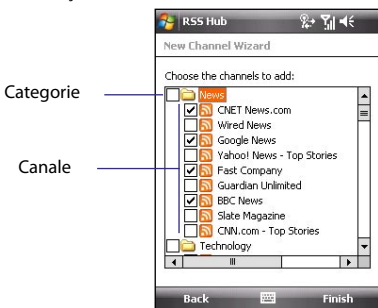 RSS Hub
New Channel Wizard
Choose the channels to add:
Categorie
News
CNET News.com
Wired News
Google News
Yahoo! News - Top Stories
Canale
Fast Company
Guardian Unlimited
BBC News
Slate Magazine
CNN.com - Top Stories
Technology
Back
Finish